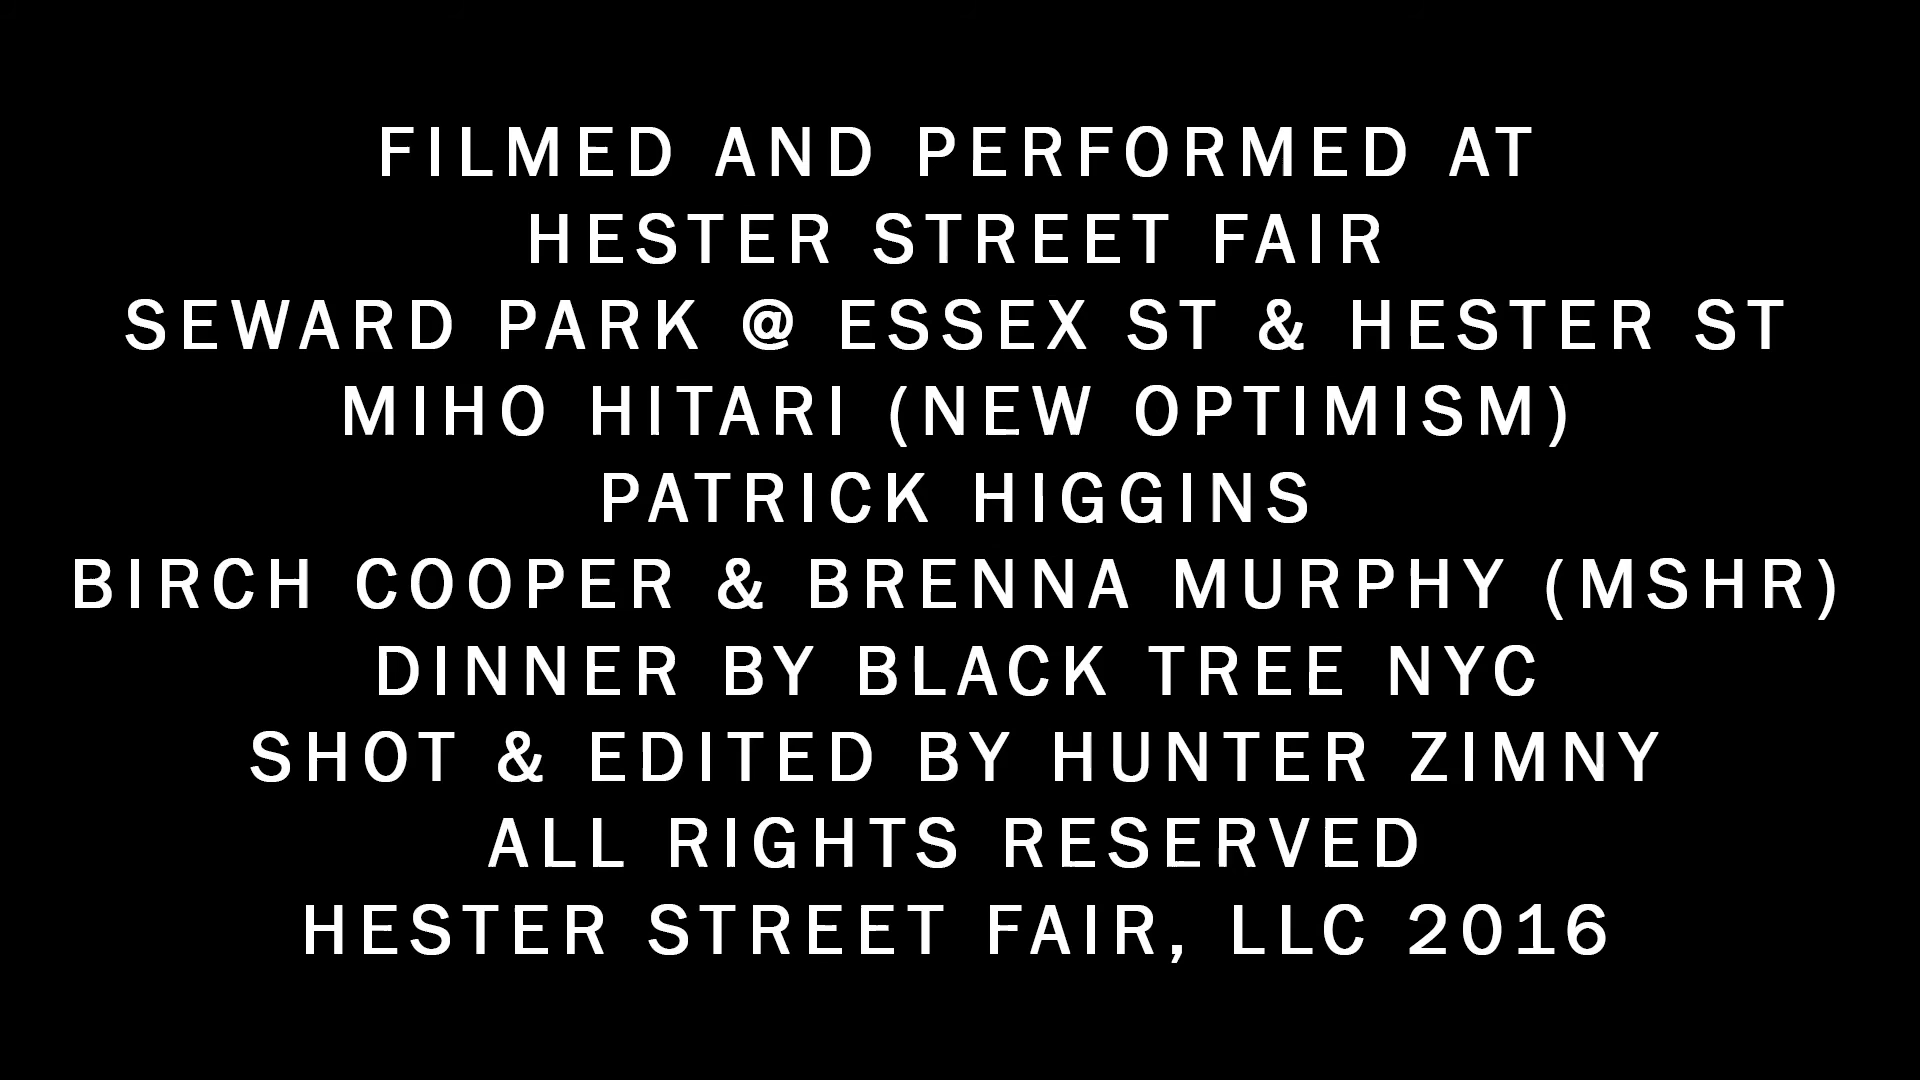 FILMED AND PERFORMED AT
HESTER STREET FAIR
SEWARD PARK @ ESSEX ST & HESTER ST
MIHO HITARI (NEW OPTIMISM)
PATRICK HIGGINS
BIRCH COOPER & BRENNA MURPHY (MSHR)
DINNER BY BLACK TREE NYC
SHOT & EDITED BY HUNTER ZIMNY
ALL RIGHTS RESERVED
HESTER STREET FAIR, LLC 2016